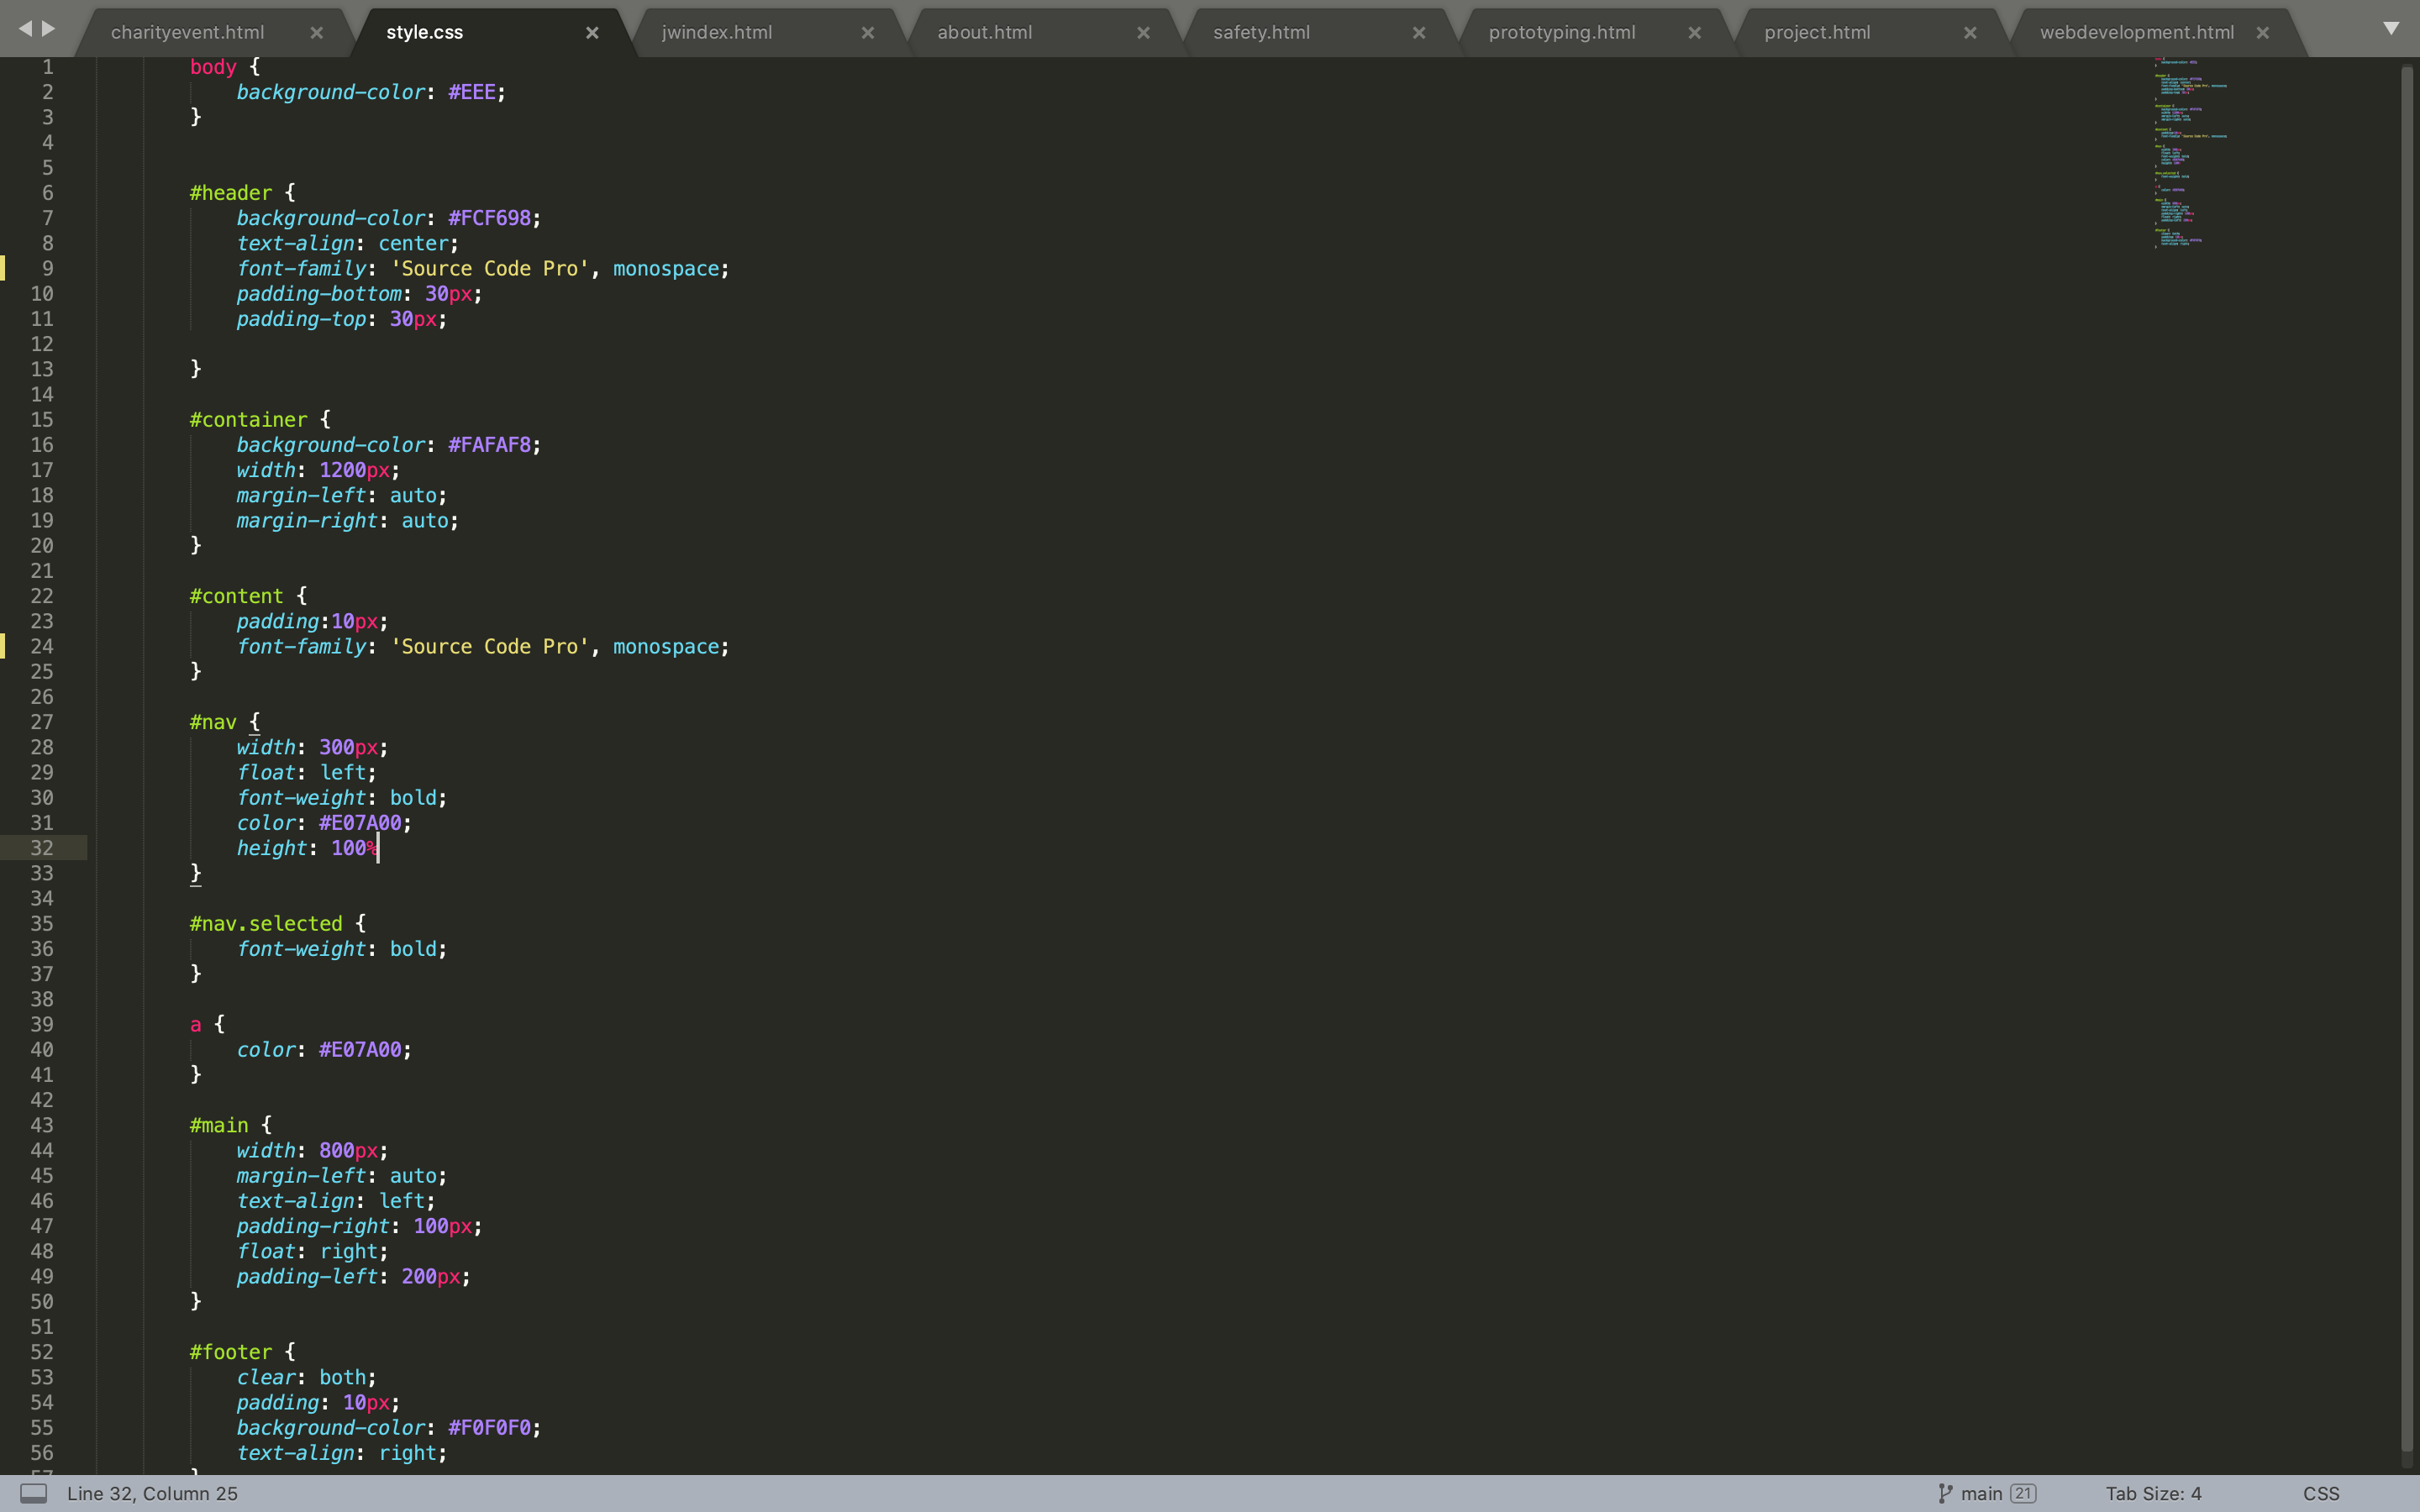 charityevent.html × style.css × jwindex.html × about.html × safety.html × prototyping.html × project.html × webdevelopment.html ×
1 body {
2 background-color: #EEE;
3 }
4
5
6 #header {
7 background-color: #FCF698;
8 text-align: center;
9 font-family: 'Source Code Pro', monospace;
10 padding-bottom: 30px;
11 padding-top: 30px;
12
13 }
14
15 #container {
16 background-color: #FAFAF8;
17 width: 1200px;
18 margin-left: auto;
19 margin-right: auto;
20 }
21
22 #content {
23 padding:10px;
24 font-family: 'Source Code Pro', monospace;
25 }
26
27 #nav {
28 width: 300px;
29 float: left;
30 font-weight: bold;
31 color: #E07A00;
32 height: 100%
33 }
34
35 #nav.selected {
36 font-weight: bold;
37 }
38
39 a {
40 color: #E07A00;
41 }
42
43 #main {
44 width: 800px;
45 margin-left: auto;
46 text-align: left;
47 padding-right: 100px;
48 float: right;
49 padding-left: 200px;
50 }
51
52 #footer {
53 clear: both;
54 padding: 10px;
55 background-color: #F0F0F0;
56 text-align: right;
57 }
Line 32, Column 25 main 21 Tab Size: 4 CSS